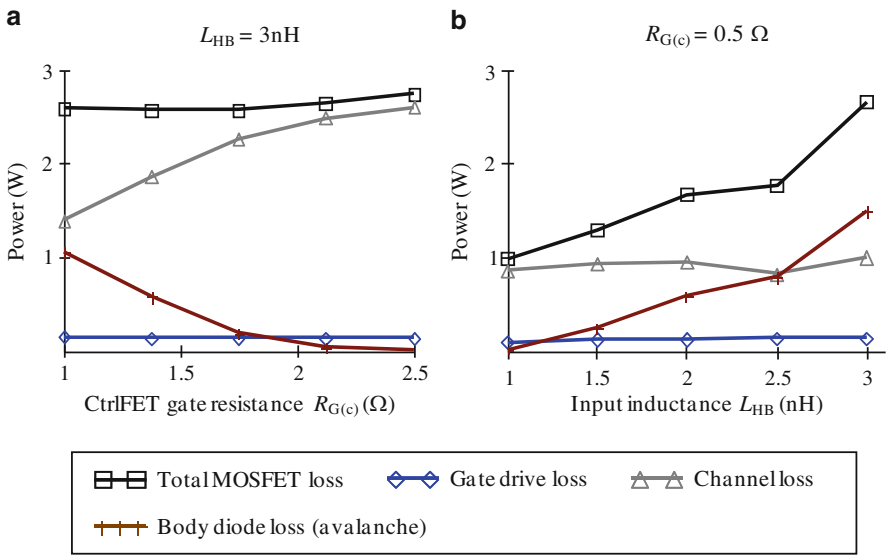 a
L_HB = 3nH
3
2
1
Power (W)
1
1.5
2
2.5
CtrlFET gate resistance R_G(c) (Ω)
b
R_G(c) = 0.5 Ω
3
2
1
Power (W)
1
1.5
2
2.5
3
Input inductance L_HB (nH)
Total MOSFET loss
Gate drive loss
Channel loss
Body diode loss (avalanche)